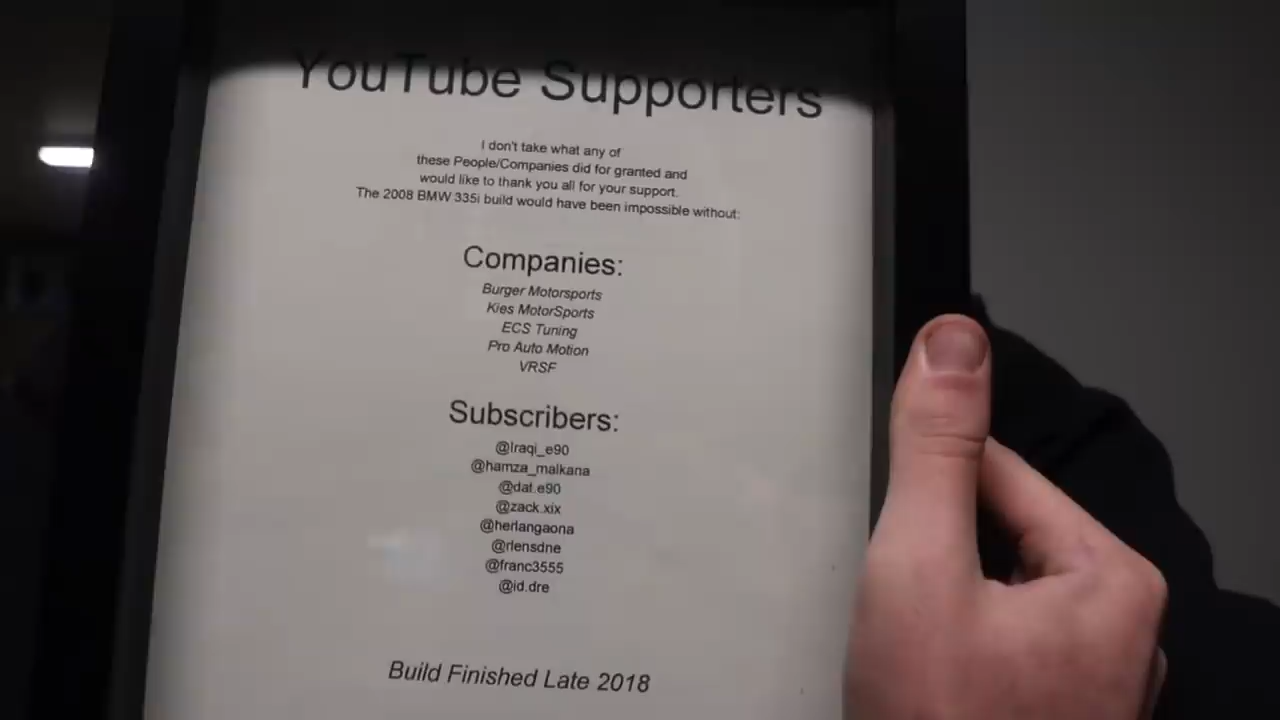 YouTube Supporters
I don't take what any of
these People/Companies did for granted and
would like to thank you all for your support.
The 2008 BMW 335i build would have been impossible without:
Companies:
Burger Motorsports
Kies MotorSports
ECS Tuning
Pro Auto Motion
VRSF
Subscribers:
@Iraqi_e90
@hamza_malkana
@dat.e90
@zack.xix
@herlangaona
@rlensdne
@franc3555
@id.dre
Build Finished Late 2018